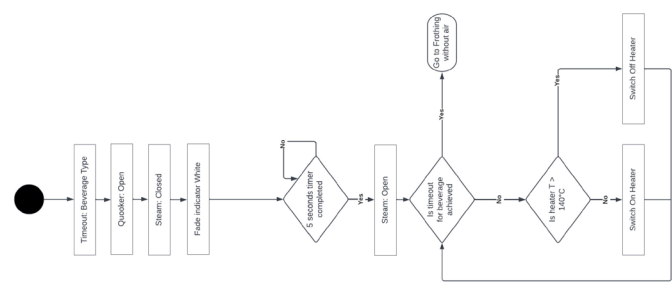 Timeout: Beverage Type
Quooker: Open
Steam: Closed
Fade indicator White
No
5 seconds timer
completed
Yes
Steam: Open
Go to Frothing
without air
Yes
Is timeout
for beverage
achieved
No
Is heater T >
140°C
Yes
No
Switch Off Heater
Switch On Heater